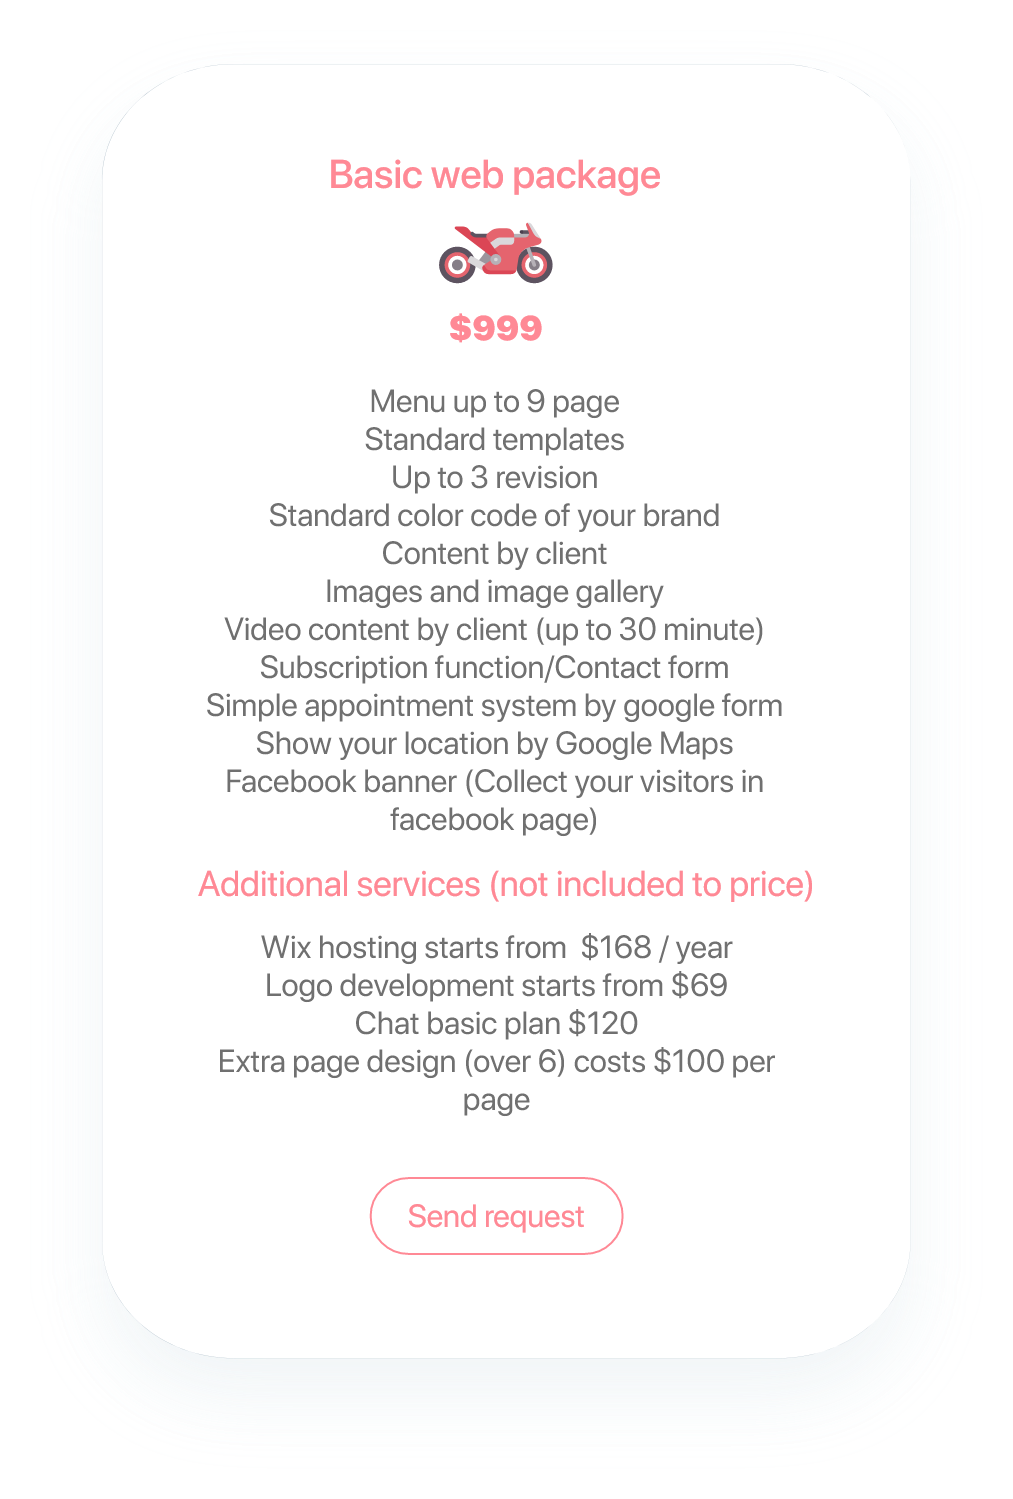 Basic web package
$999
Menu up to 9 page
Standard templates
Up to 3 revision
Standard color code of your brand
Content by client
Images and image gallery
Video content by client (up to 30 minute)
Subscription function/Contact form
Simple appointment system by google form
Show your location by Google Maps
Facebook banner (Collect your visitors in
facebook page)
Additional services (not included to price)
Wix hosting starts from  $168 / year
Logo development starts from $69
Chat basic plan $120
Extra page design (over 6) costs $100 per
page
Send request